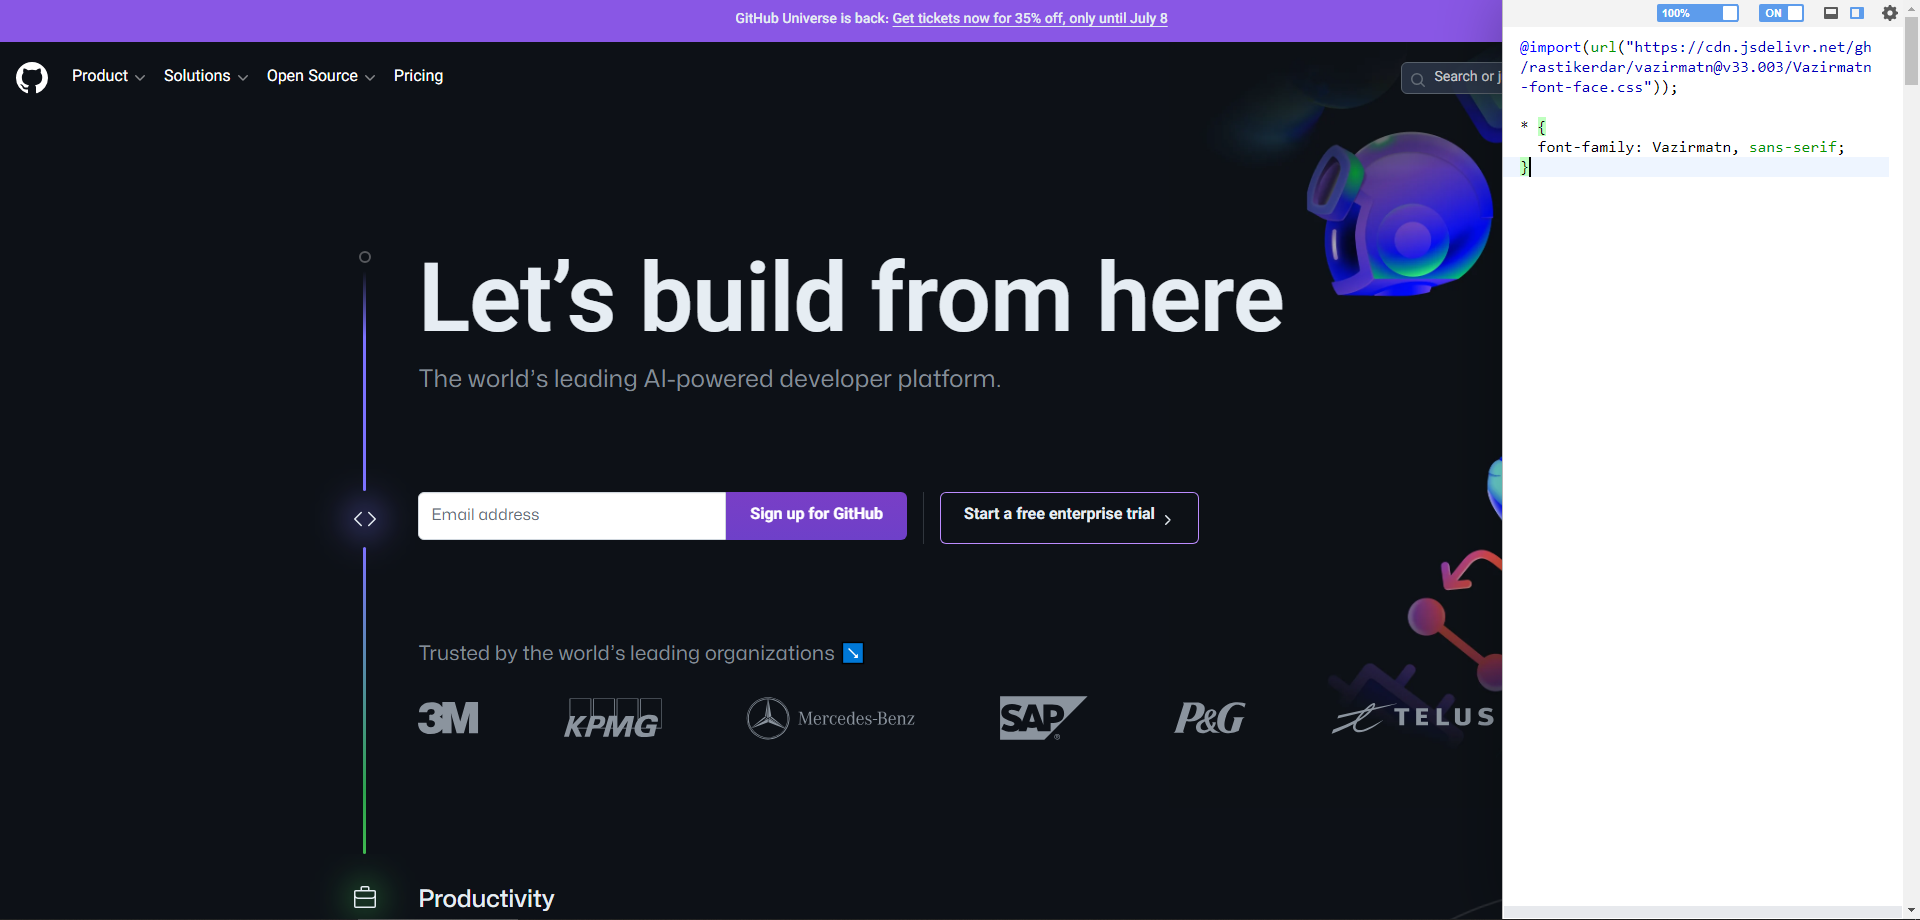 GitHub Universe is back: Get tickets now for 35% off, only until July 8
Product Solutions Open Source Pricing
Search or j
Let’s build from here
The world’s leading AI-powered developer platform.
Email address Sign up for GitHub Start a free enterprise trial
Trusted by the world’s leading organizations
3M KPMG Mercedes-Benz SAP® P&G TELUS
Productivity
100% ON
@import(url("https://cdn.jsdelivr.net/gh
/rastikerdar/vazirmatn@v33.003/Vazirmatn
-font-face.css"));
* {
font-family: Vazirmatn, sans-serif;
}